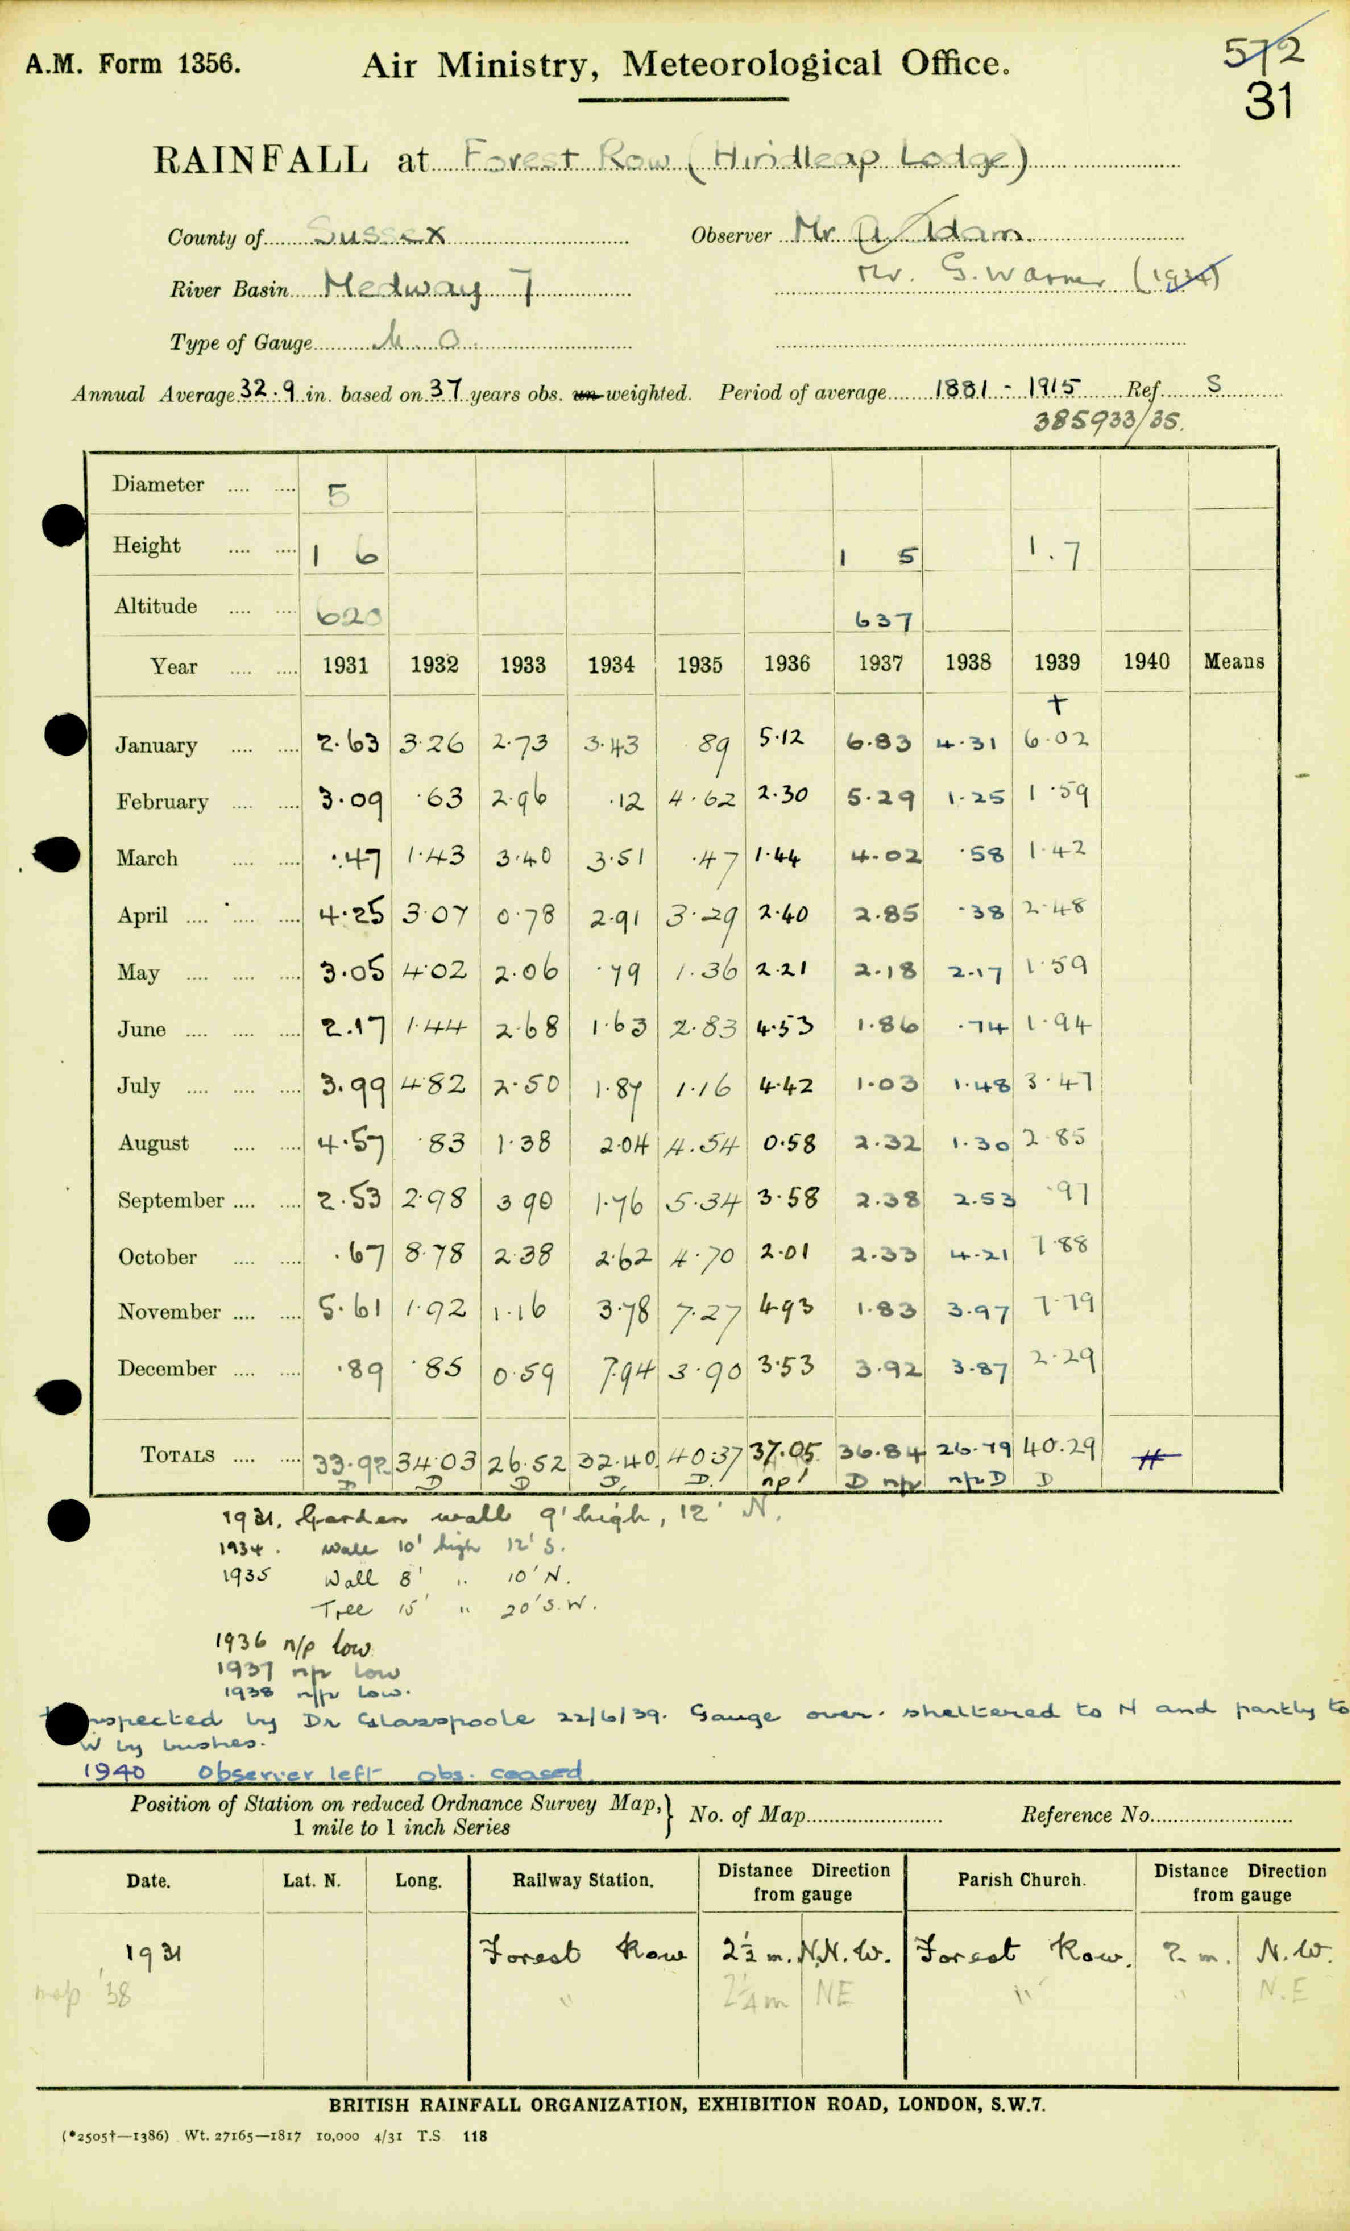 A.M. Form 1356. Air Ministry, Meteorological Office. 572
31
RAINFALL at Forest Row (Hindleap Lodge)
County of Sussex Observer Mr. A Adam.
River Basin Medway 7 Mr. G. Warner (1934)
Type of Gauge M O.
Annual Average 32.9 in. based on 37 years obs. un-weighted. Period of average 1881 - 1915 Ref. S
385933/35.
Diameter 5
Height 1 6 1 5 1.7
Altitude 620 637
Year 1931 1932 1933 1934 1935 1936 1937 1938 1939 1940 Means
+
January 2.63 3.26 2.73 3.43 89 5.12 6.83 4.31 6.02
February 3.09 .63 2.96 .12 4.62 2.30 5.29 1.25 1.59
March .47 1.43 3.40 3.51 .47 1.44 4.02 .58 1.42
April 4.25 3.07 0.78 2.91 3.29 2.40 2.85 .38 2.48
May 3.05 4.02 2.06 .79 1.36 2.21 2.18 2.17 1.59
June 2.17 1.44 2.68 1.63 2.83 4.53 1.86 .74 1.94
July 3.99 4.82 2.50 1.87 1.16 4.42 1.03 1.48 3.47
August 4.57 .83 1.38 2.04 4.54 0.58 2.32 1.30 2.85
September 2.53 2.98 3 90 1.76 5.34 3.58 2.38 2.53 .97
October .67 8.78 2.38 2.62 4.70 2.01 2.33 4.21 7.88
November 5.61 1.92 1.16 3.78 7.27 4.93 1.83 3.97 7.79
December .89 .85 0.59 7.94 3.90 3.53 3.92 3.87 2.29
TOTALS 33.92 34.03 26.52 32.40 40.37 37.05 36.84 26.79 40.29
D D D D. D. np! D n/p n/p D D
1931. Garden wall 9' high, 12' N.
1934. Wall 10' high 12' S.
1935 Wall 8' " 10' N.
Tree 15' " 20' S.W.
1936 n/p low
1937 n/p low
1938 n/p low.
Inspected by Dr Glasspoole 22/6/39. Gauge over-sheltered to N and partly to
W by bushes.
1940 Observer left obs. ceased
Position of Station on reduced Ordnance Survey Map, } No. of Map Reference No.
1 mile to 1 inch Series
Date. Lat. N. Long. Railway Station. Distance Direction from gauge Parish Church. Distance Direction from gauge
1931 Forest Row 2½ m. N.N.W. Forest Row. 2 m. N.W.
map '38 " 2¼ m NE " " N.E
BRITISH RAINFALL ORGANIZATION, EXHIBITION ROAD, LONDON, S.W.7.
(*2505†—1386) Wt. 27165—1817 10,000 4/31 T.S. 118